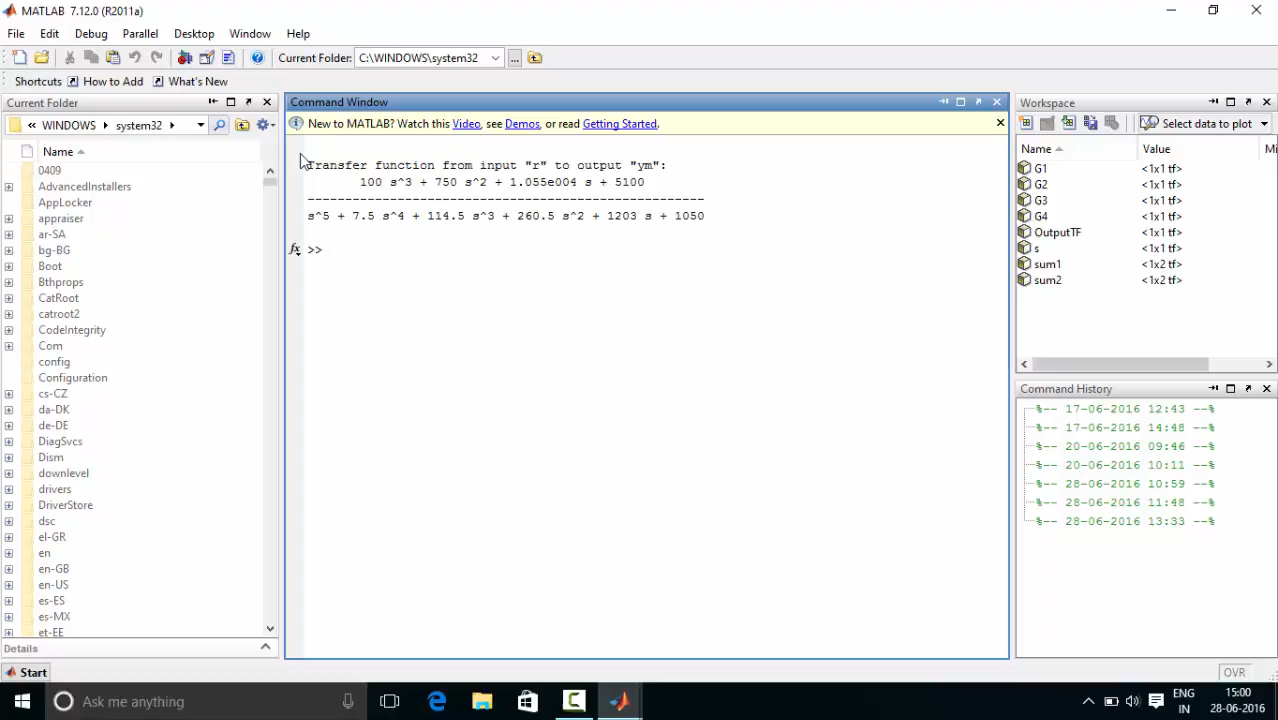 MATLAB 7.12.0 (R2011a)
File Edit Debug Parallel Desktop Window Help
Current Folder: C:\WINDOWS\system32 ...
Shortcuts How to Add What's New
Current Folder
« WINDOWS system32
Name
0409
AdvancedInstallers
AppLocker
appraiser
ar-SA
bg-BG
Boot
Bthprops
CatRoot
catroot2
CodeIntegrity
Com
config
Configuration
cs-CZ
da-DK
de-DE
DiagSvcs
Dism
downlevel
drivers
DriverStore
dsc
el-GR
en
en-GB
en-US
es-ES
es-MX
et-EE
Details
Command Window
New to MATLAB? Watch this Video, see Demos, or read Getting Started.
Transfer function from input "r" to output "ym":
100 s^3 + 750 s^2 + 1.055e004 s + 5100
-----------------------------------------------------
s^5 + 7.5 s^4 + 114.5 s^3 + 260.5 s^2 + 1203 s + 1050
fx >>
Workspace
Select data to plot
Name Value Mi
G1 <1x1 tf>
G2 <1x1 tf>
G3 <1x1 tf>
G4 <1x1 tf>
OutputTF <1x1 tf>
s <1x1 tf>
sum1 <1x2 tf>
sum2 <1x2 tf>
Command History
%-- 17-06-2016 12:43 --%
%-- 17-06-2016 14:48 --%
%-- 20-06-2016 09:46 --%
%-- 20-06-2016 10:11 --%
%-- 28-06-2016 10:59 --%
%-- 28-06-2016 11:48 --%
%-- 28-06-2016 13:33 --%
Start
OVR
Ask me anything
ENG
IN
15:00
28-06-2016